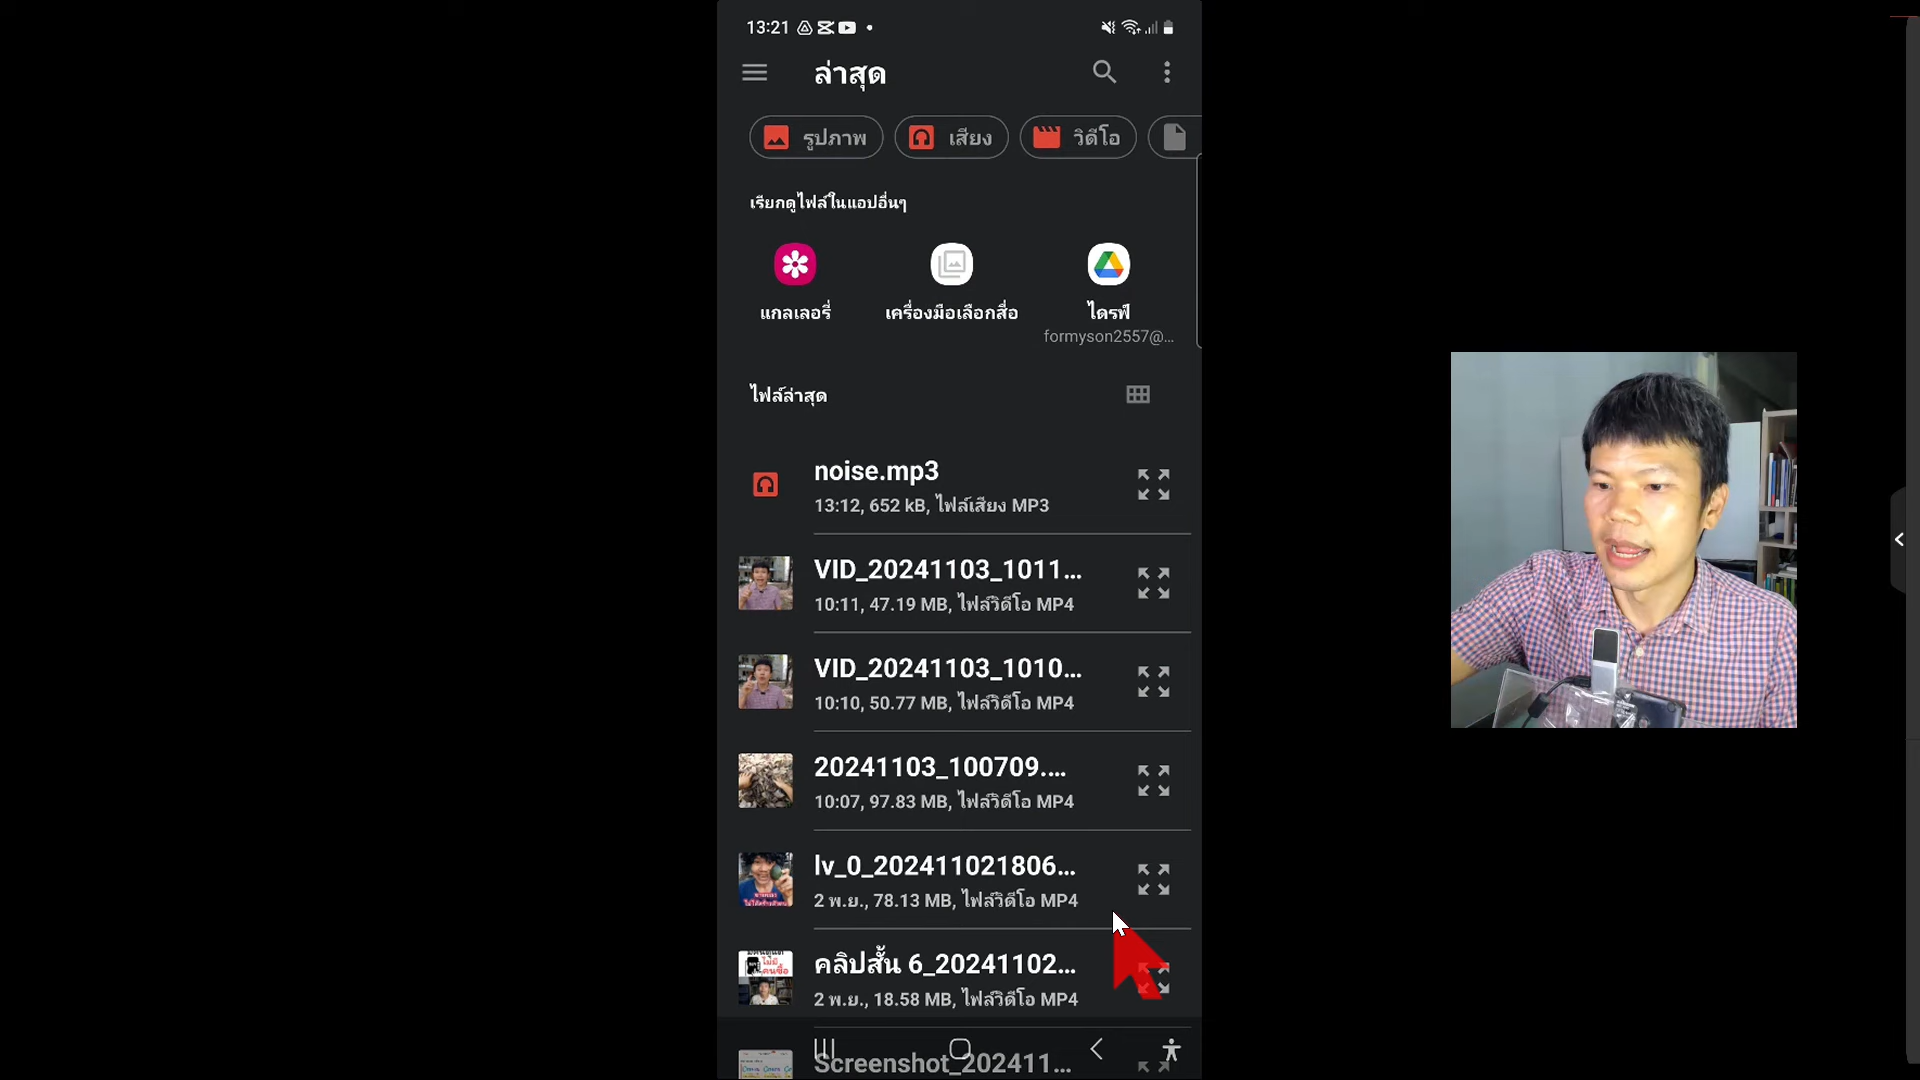 13:21
ล่าสุด
รูปภาพ
เสียง
วิดีโอ
เรียกดูไฟล์ในแอปอื่นๆ
แกลเลอรี่
เครื่องมือเลือกสื่อ
ไดรฟ์
formyson2557@...
ไฟล์ล่าสุด
noise.mp3
13:12, 652 kB, ไฟล์เสียง MP3
VID_20241103_1011...
10:11, 47.19 MB, ไฟล์วิดีโอ MP4
VID_20241103_1010...
10:10, 50.77 MB, ไฟล์วิดีโอ MP4
20241103_100709....
10:07, 97.83 MB, ไฟล์วิดีโอ MP4
lv_0_202411021806...
2 พ.ย., 78.13 MB, ไฟล์วิดีโอ MP4
คลิปสั้น 6_20241102...
2 พ.ย., 18.58 MB, ไฟล์วิดีโอ MP4
Screenshot_202411...